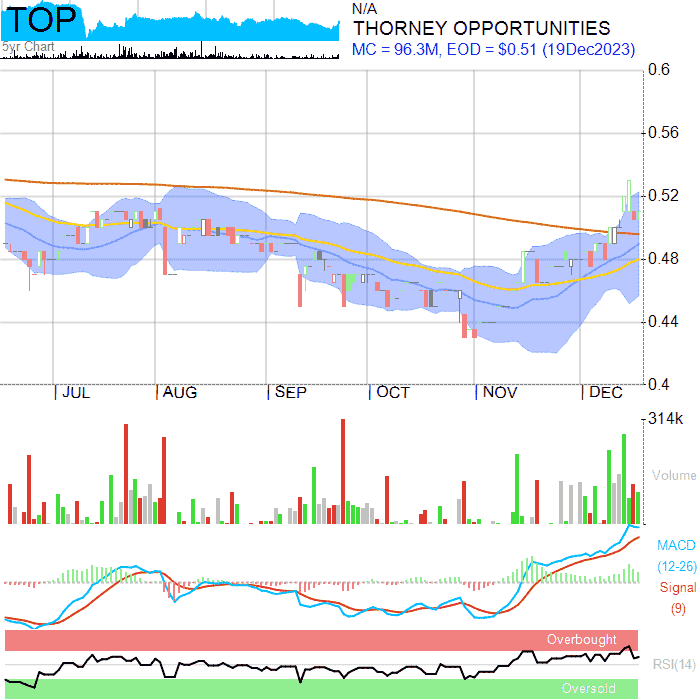 TOP
5yr Chart
N/A
THORNEY OPPORTUNITIES
MC = 96.3M, EOD = $0.51 (19Dec2023)
0.6
0.56
0.52
0.48
0.44
0.4
JUL
AUG
SEP
OCT
NOV
DEC
314k
Volume
MACD
(12-26)
Signal
(9)
Overbought
RSI(14)
Oversold